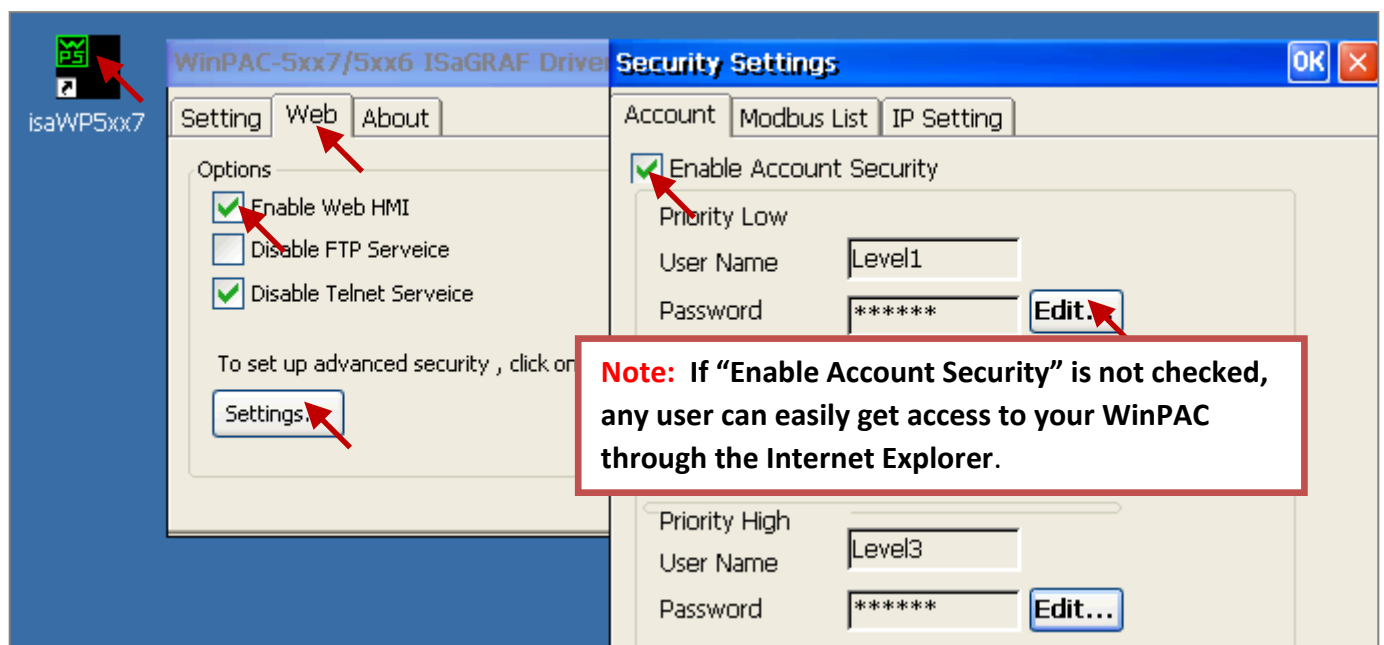 WPS
isaWP5xx7
WinPAC-5xx7/5xx6 ISaGRAF Driver
Setting Web About
Options
Enable Web HMI
Disable FTP Serveice
Disable Telnet Serveice
To set up advanced security , click on
Settings...
Security Settings OK
Account Modbus List IP Setting
Enable Account Security
Priority Low
User Name Level1
Password ****** Edit...
Note: If “Enable Account Security” is not checked,
any user can easily get access to your WinPAC
through the Internet Explorer.
Priority High
User Name Level3
Password ****** Edit...